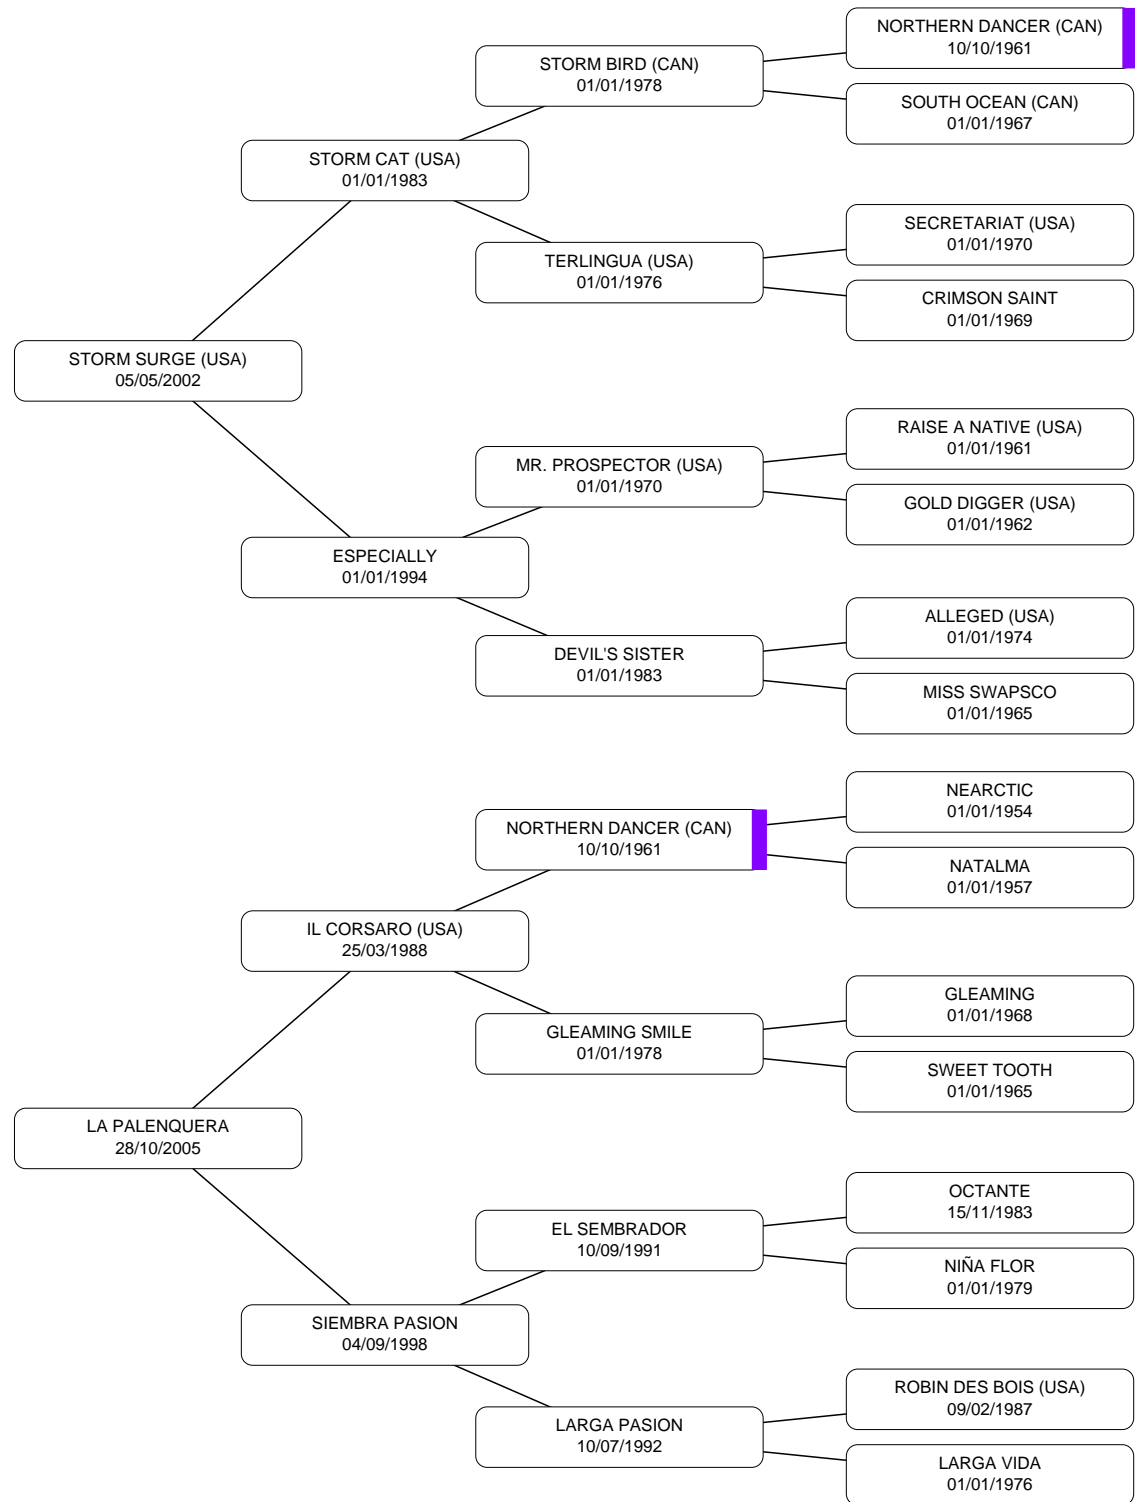 NORTHERN DANCER (CAN)
10/10/1961
STORM BIRD (CAN)
01/01/1978
SOUTH OCEAN (CAN)
01/01/1967
STORM CAT (USA)
01/01/1983
SECRETARIAT (USA)
01/01/1970
TERLINGUA (USA)
01/01/1976
CRIMSON SAINT
01/01/1969
STORM SURGE (USA)
05/05/2002
RAISE A NATIVE (USA)
01/01/1961
MR. PROSPECTOR (USA)
01/01/1970
GOLD DIGGER (USA)
01/01/1962
ESPECIALLY
01/01/1994
ALLEGED (USA)
01/01/1974
DEVIL'S SISTER
01/01/1983
MISS SWAPSCO
01/01/1965
NEARCTIC
01/01/1954
NORTHERN DANCER (CAN)
10/10/1961
NATALMA
01/01/1957
IL CORSARO (USA)
25/03/1988
GLEAMING
01/01/1968
GLEAMING SMILE
01/01/1978
SWEET TOOTH
01/01/1965
LA PALENQUERA
28/10/2005
OCTANTE
15/11/1983
EL SEMBRADOR
10/09/1991
NIÑA FLOR
01/01/1979
SIEMBRA PASION
04/09/1998
ROBIN DES BOIS (USA)
09/02/1987
LARGA PASION
10/07/1992
LARGA VIDA
01/01/1976